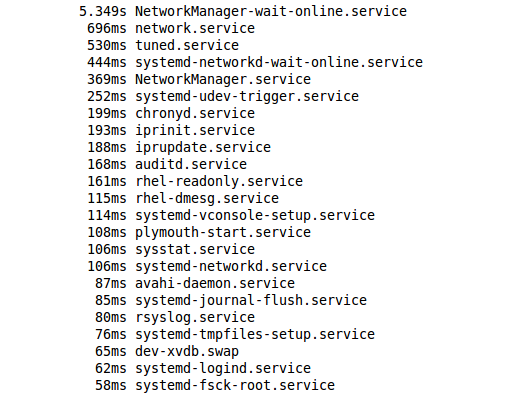 5.349s NetworkManager-wait-online.service
696ms network.service
530ms tuned.service
444ms systemd-networkd-wait-online.service
369ms NetworkManager.service
252ms systemd-udev-trigger.service
199ms chronyd.service
193ms iprinit.service
188ms iprupdate.service
168ms auditd.service
161ms rhel-readonly.service
115ms rhel-dmesg.service
114ms systemd-vconsole-setup.service
108ms plymouth-start.service
106ms sysstat.service
106ms systemd-networkd.service
87ms avahi-daemon.service
85ms systemd-journal-flush.service
80ms rsyslog.service
76ms systemd-tmpfiles-setup.service
65ms dev-xvdb.swap
62ms systemd-logind.service
58ms systemd-fsck-root.service